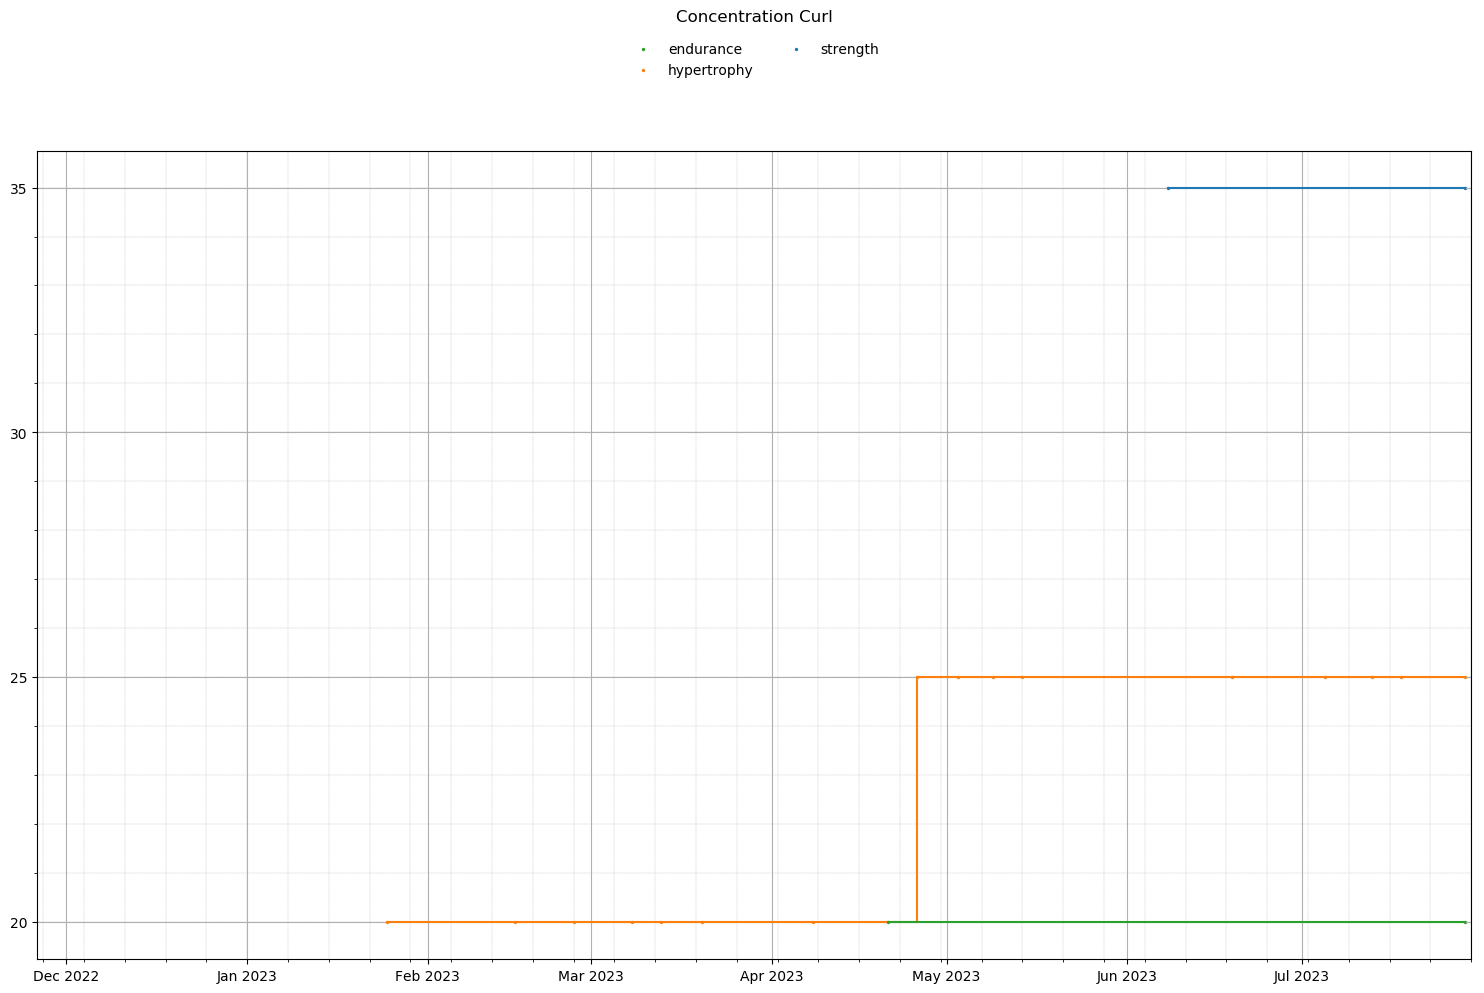 Concentration Curl
endurance
hypertrophy
strength
35
30
25
20
Dec 2022
Jan 2023
Feb 2023
Mar 2023
Apr 2023
May 2023
Jun 2023
Jul 2023